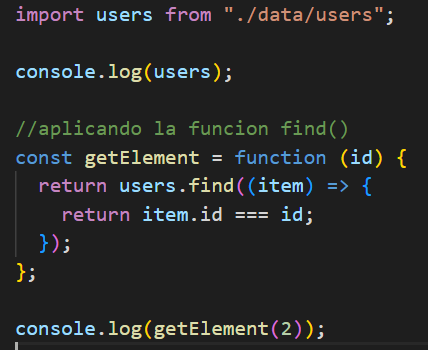 import users from "./data/users";
console.log(users);
//aplicando la funcion find()
const getElement = function (id) {
return users.find((item) => {
return item.id === id;
});
};
console.log(getElement(2));